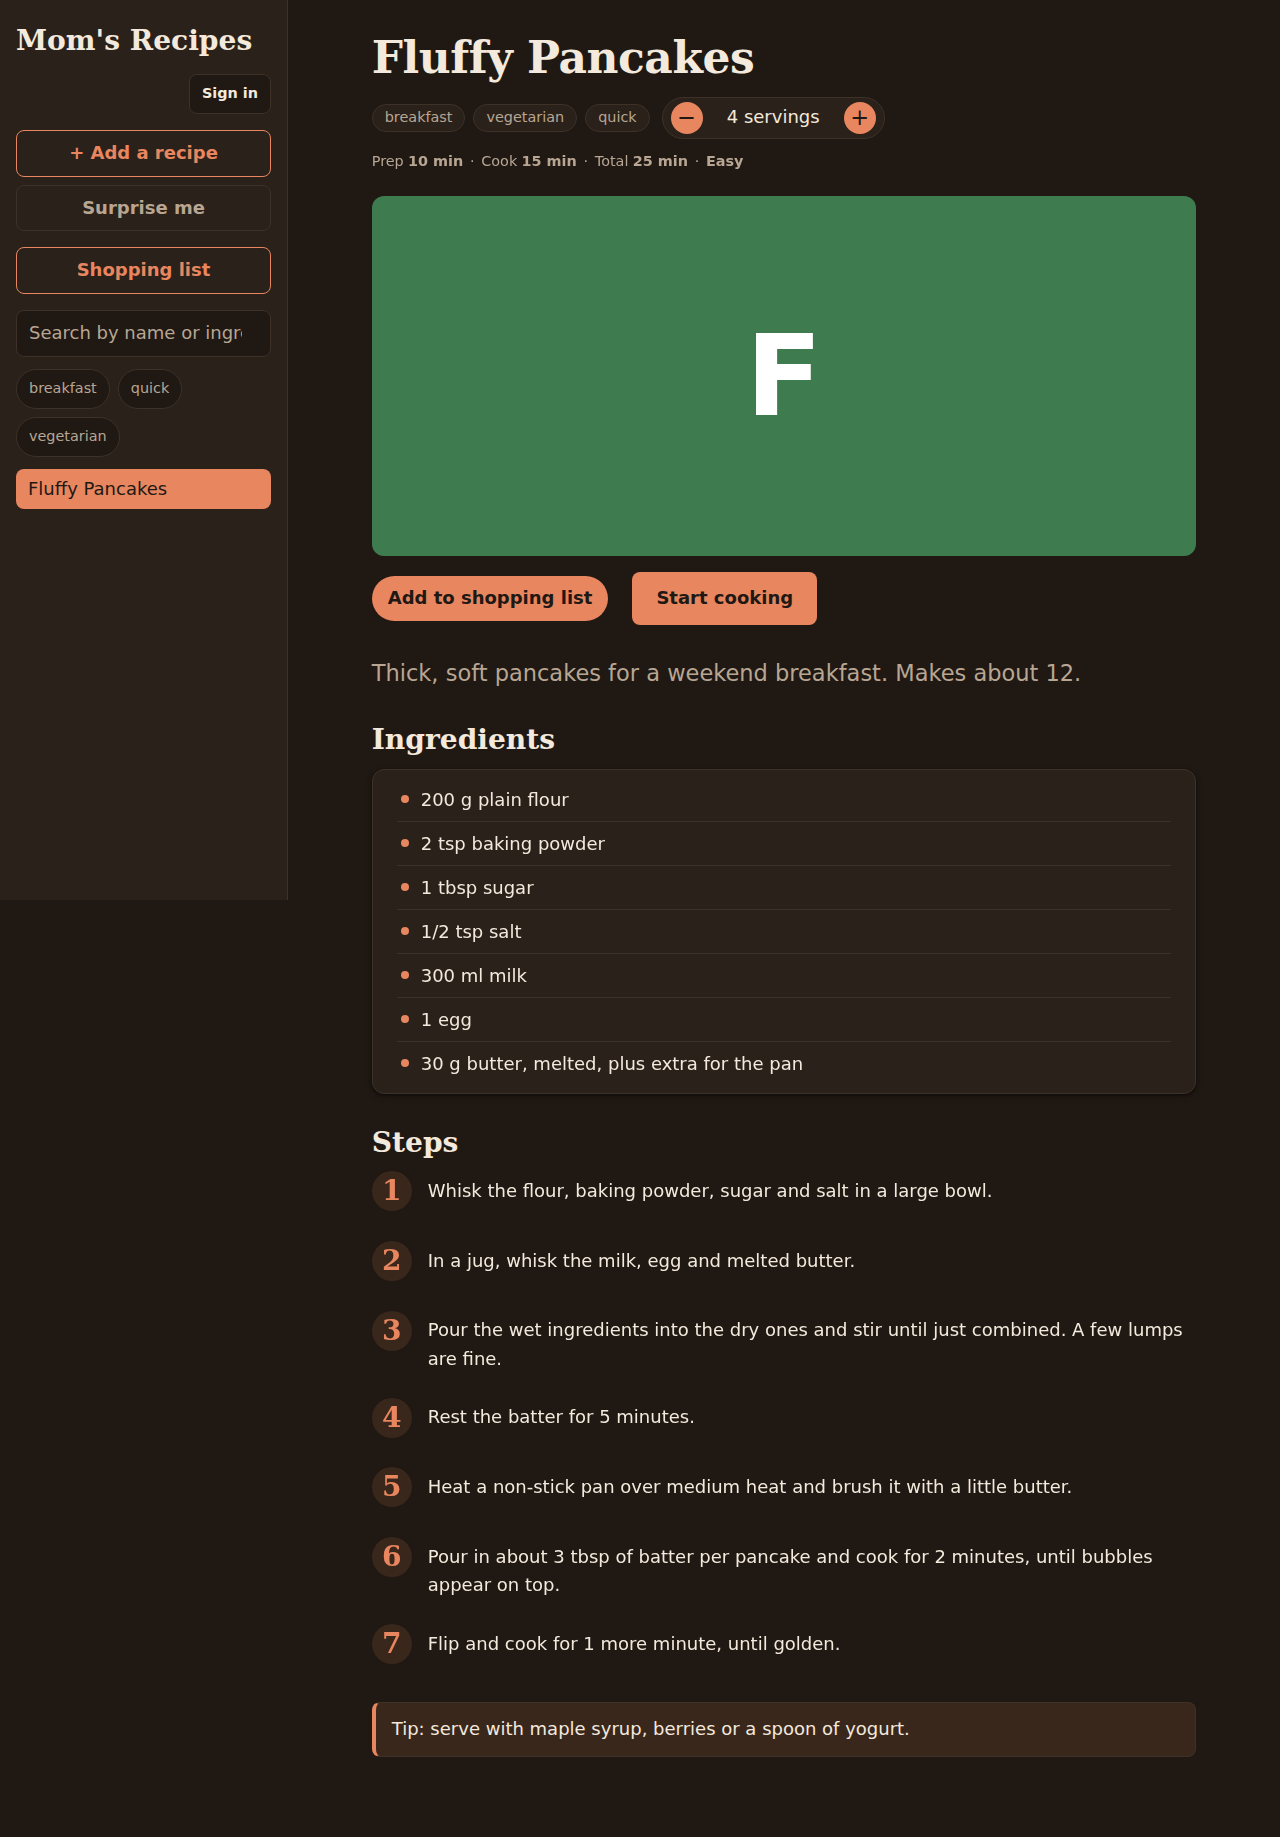 Mom's Recipes
Sign in
+ Add a recipe
Surprise me
Shopping list
Search by name or ingr
breakfast
quick
vegetarian
Fluffy Pancakes
Fluffy Pancakes
breakfast vegetarian quick − 4 servings +
Prep 10 min · Cook 15 min · Total 25 min · Easy
F
Add to shopping list
Start cooking
Thick, soft pancakes for a weekend breakfast. Makes about 12.
Ingredients
200 g plain flour
2 tsp baking powder
1 tbsp sugar
1/2 tsp salt
300 ml milk
1 egg
30 g butter, melted, plus extra for the pan
Steps
1 Whisk the flour, baking powder, sugar and salt in a large bowl.
2 In a jug, whisk the milk, egg and melted butter.
3 Pour the wet ingredients into the dry ones and stir until just combined. A few lumps
are fine.
4 Rest the batter for 5 minutes.
5 Heat a non-stick pan over medium heat and brush it with a little butter.
6 Pour in about 3 tbsp of batter per pancake and cook for 2 minutes, until bubbles
appear on top.
7 Flip and cook for 1 more minute, until golden.
Tip: serve with maple syrup, berries or a spoon of yogurt.